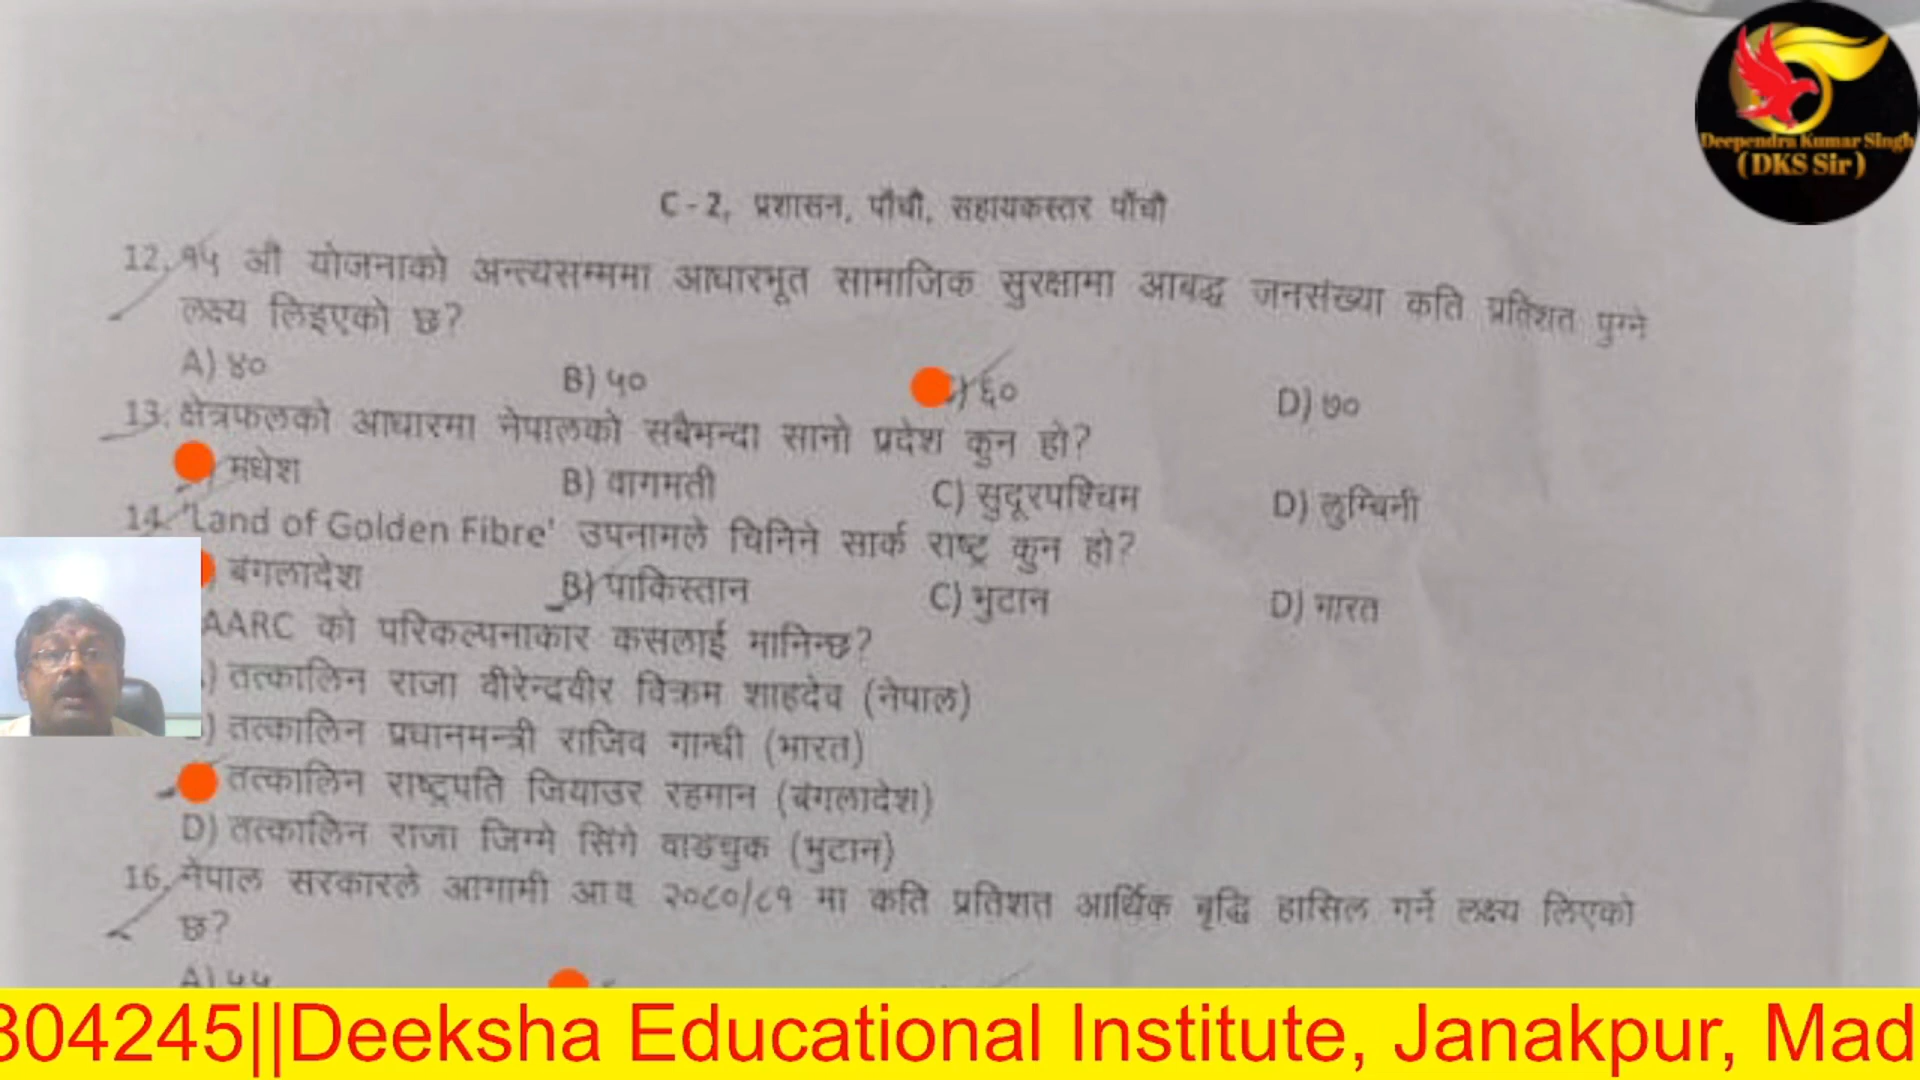 Deependra Kumar Singh
(DKS Sir)
C - 2, प्रशासन, पाँचौ, सहायकस्तर पाँचौ
12. १५ औ योजनाको अन्त्यसम्ममा आधारभूत सामाजिक सुरक्षामा आबद्ध जनसंख्या कति प्रतिशत पुग्ने
लक्ष्य लिइएको छ?
A) ४० B) ५० ) ६० D) ७०
13. क्षेत्रफलको आधारमा नेपालको सबैभन्दा सानो प्रदेश कुन हो?
मधेश B) वागमती C) सुदूरपश्चिम D) लुम्बिनी
14. 'Land of Golden Fibre' उपनामले चिनिने सार्क राष्ट्र कुन हो?
बंगलादेश B) पाकिस्तान C) भुटान D) भारत
AARC को परिकल्पनाकार कसलाई मानिन्छ?
) तत्कालिन राजा वीरेन्द्रवीर विक्रम शाहदेव (नेपाल)
) तत्कालिन प्रधानमन्त्री राजिव गान्धी (भारत)
तत्कालिन राष्ट्रपति जियाउर रहमान (बंगलादेश)
D) तत्कालिन राजा जिग्मे सिंगे वाङचुक (भुटान)
16. नेपाल सरकारले आगामी आव २०८०/८१ मा कति प्रतिशत आर्थिक बृद्धि हासिल गर्ने लक्ष्य लिएको
छ?
A)
304245||Deeksha Educational Institute, Janakpur, Mad